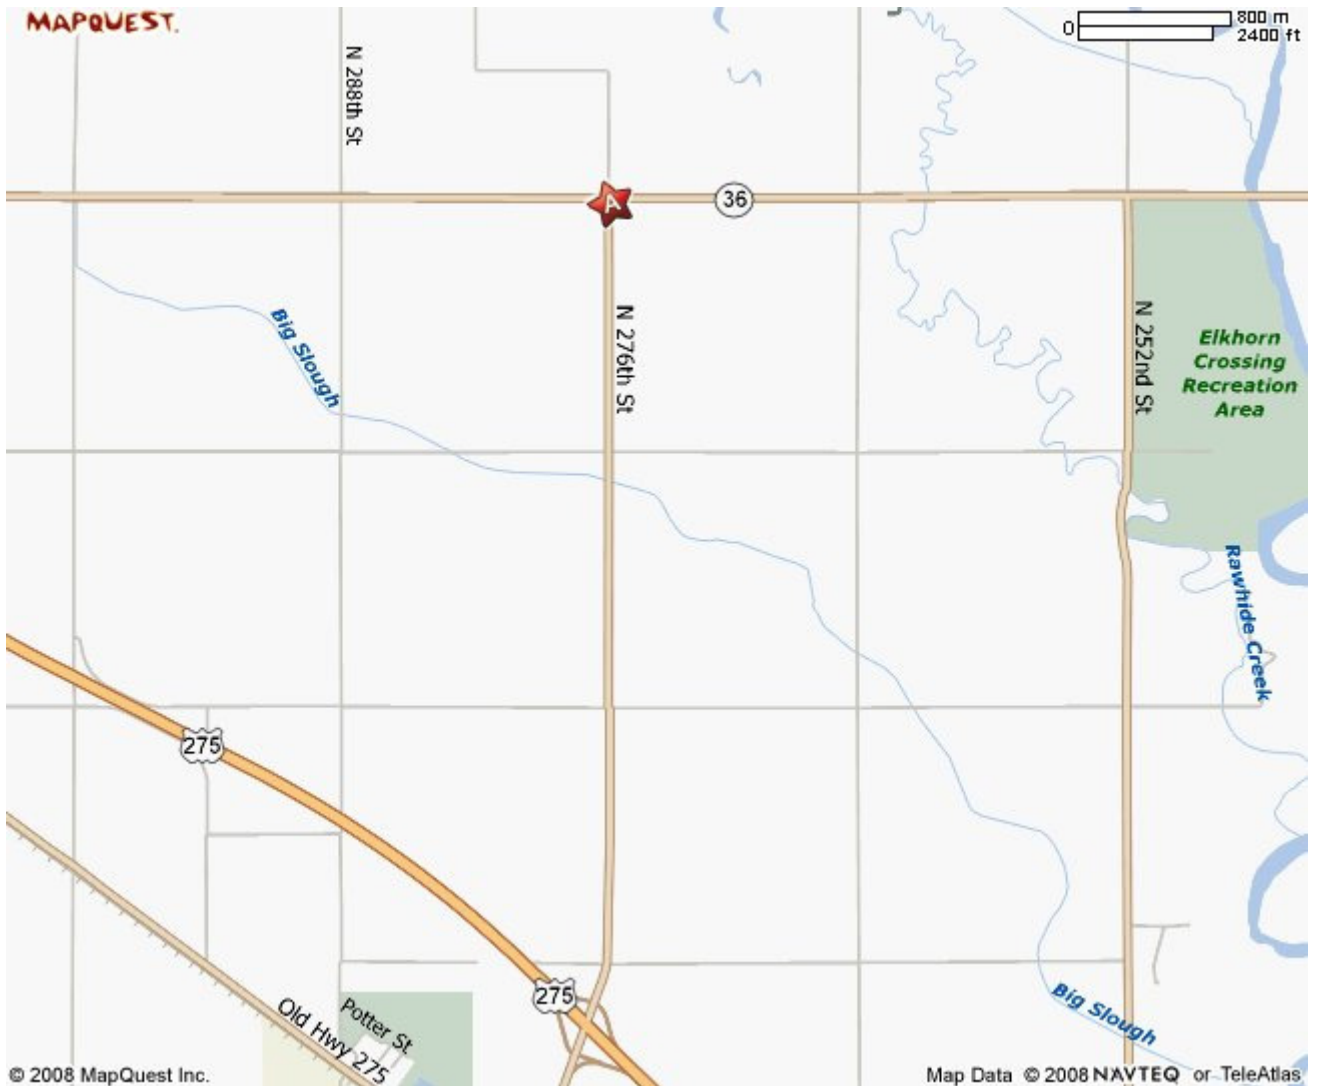 MAPQUEST.
0
800 m
2400 ft
N 288th St
A
36
Big Slough
N 276th St
N 252nd St
Elkhorn
Crossing
Recreation
Area
Rawhide Creek
275
275
Potter St
Old Hwy 275
Big Slough
© 2008 MapQuest Inc.
Map Data © 2008 NAVTEQ or TeleAtlas